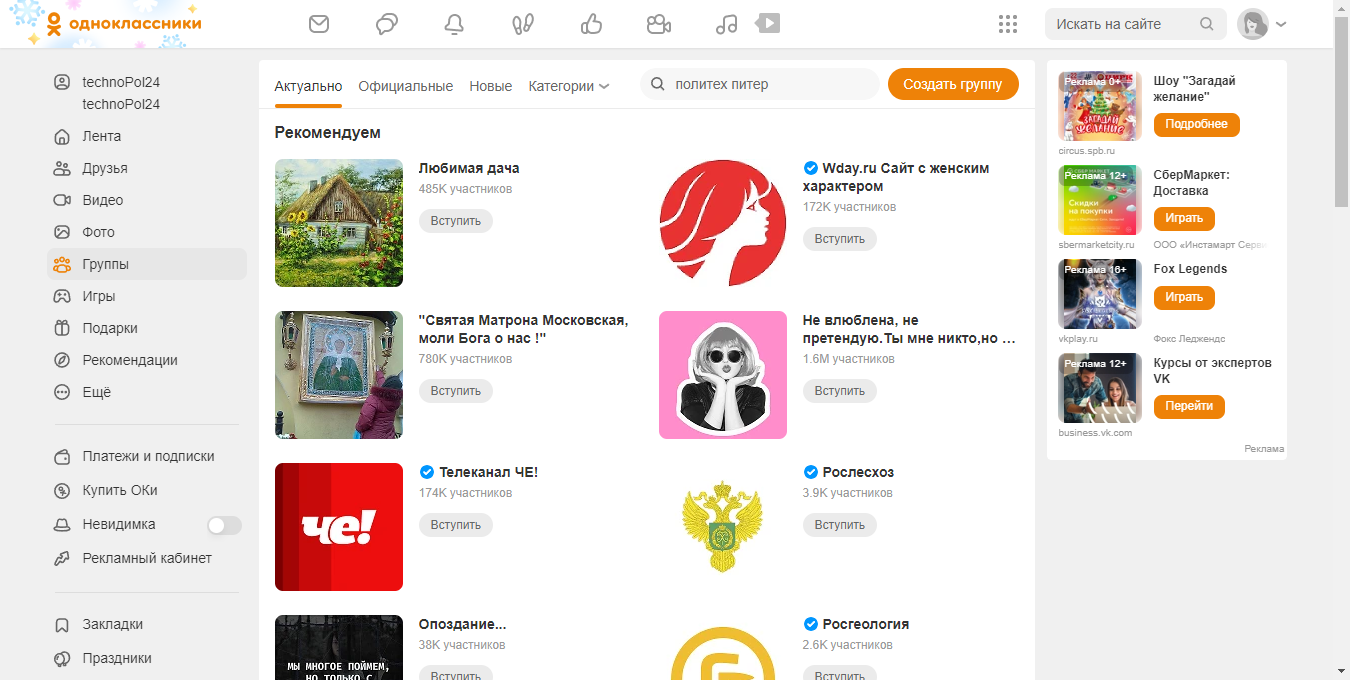 одноклассники
Искать на сайте
technoPol24
technoPol24
Лента
Друзья
Видео
Фото
Группы
Игры
Подарки
Рекомендации
Ещё
Платежи и подписки
Купить ОКи
Невидимка
Рекламный кабинет
Закладки
Праздники
Актуально
Официальные
Новые
Категории
политех питер
Создать группу
Рекомендуем
Любимая дача
485K участников
Вступить
Wday.ru Сайт с женским
характером
172K участников
Вступить
"Святая Матрона Московская,
моли Бога о нас !"
780K участников
Вступить
Не влюблена, не
претендую.Ты мне никто,но ...
1.6M участников
Вступить
че!
Телеканал ЧЕ!
174K участников
Вступить
Рослесхоз
3.9K участников
Вступить
МЫ МНОГОЕ ПОЙМЕМ,
НО ТОЛЬКО С
Опоздание...
38K участников
Вступить
Росгеология
2.6K участников
Вступить
Реклама 0+
ЗАГАДАЙ
ЖЕЛАНИЕ
Шоу "Загадай
желание"
Подробнее
circus.spb.ru
Реклама 12+
Скидки
на покупки
СберМаркет:
Доставка
Играть
sbermarketcity.ru
ООО «Инстамарт Серви
Реклама 16+
Fox Legends
Играть
vkplay.ru
Фокс Леджендс
Реклама 12+
Курсы от экспертов
VK
Перейти
business.vk.com
Реклама